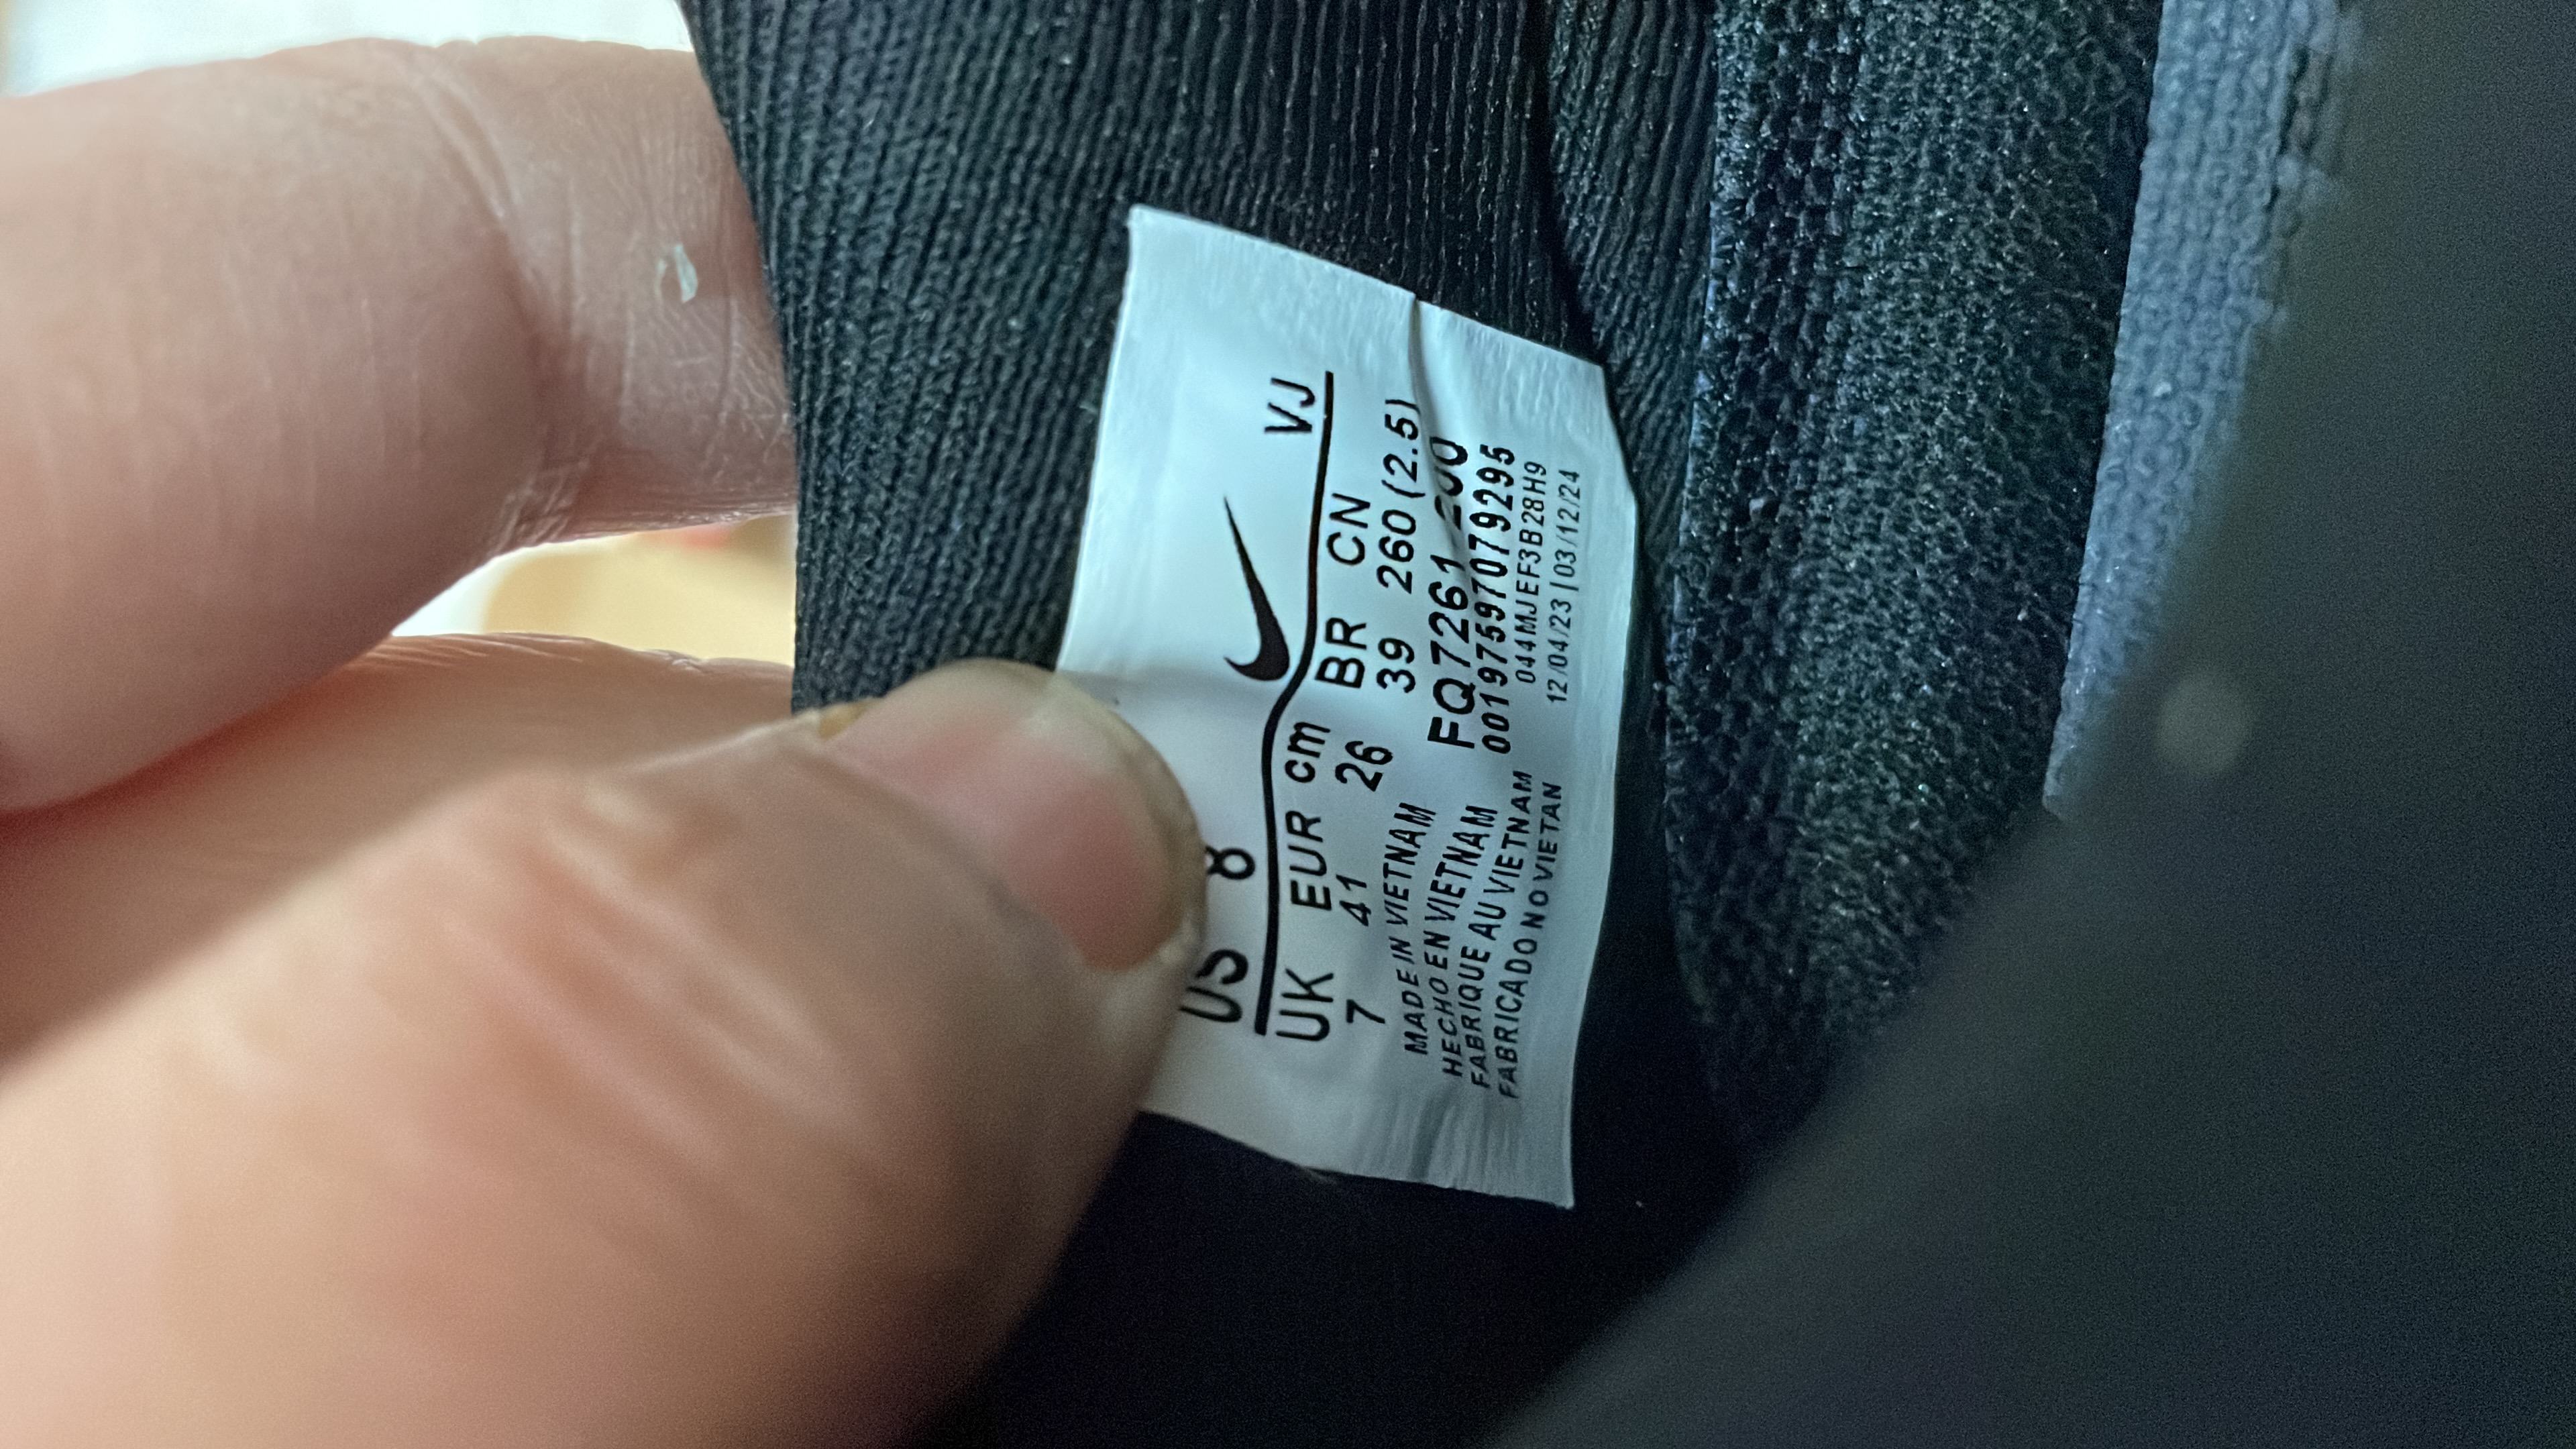 US 8
VJ
UK EUR cm BR CN
7 41 26 39 260 (2.5)
MADE IN VIETNAM
HECHO EN VIETNAM
FABRIQUE AU VIETNAM
FABRICADO NO VIETAN
FQ7261
00197597079295
044MJEF3B28H9
12/04/23 | 03/12/24